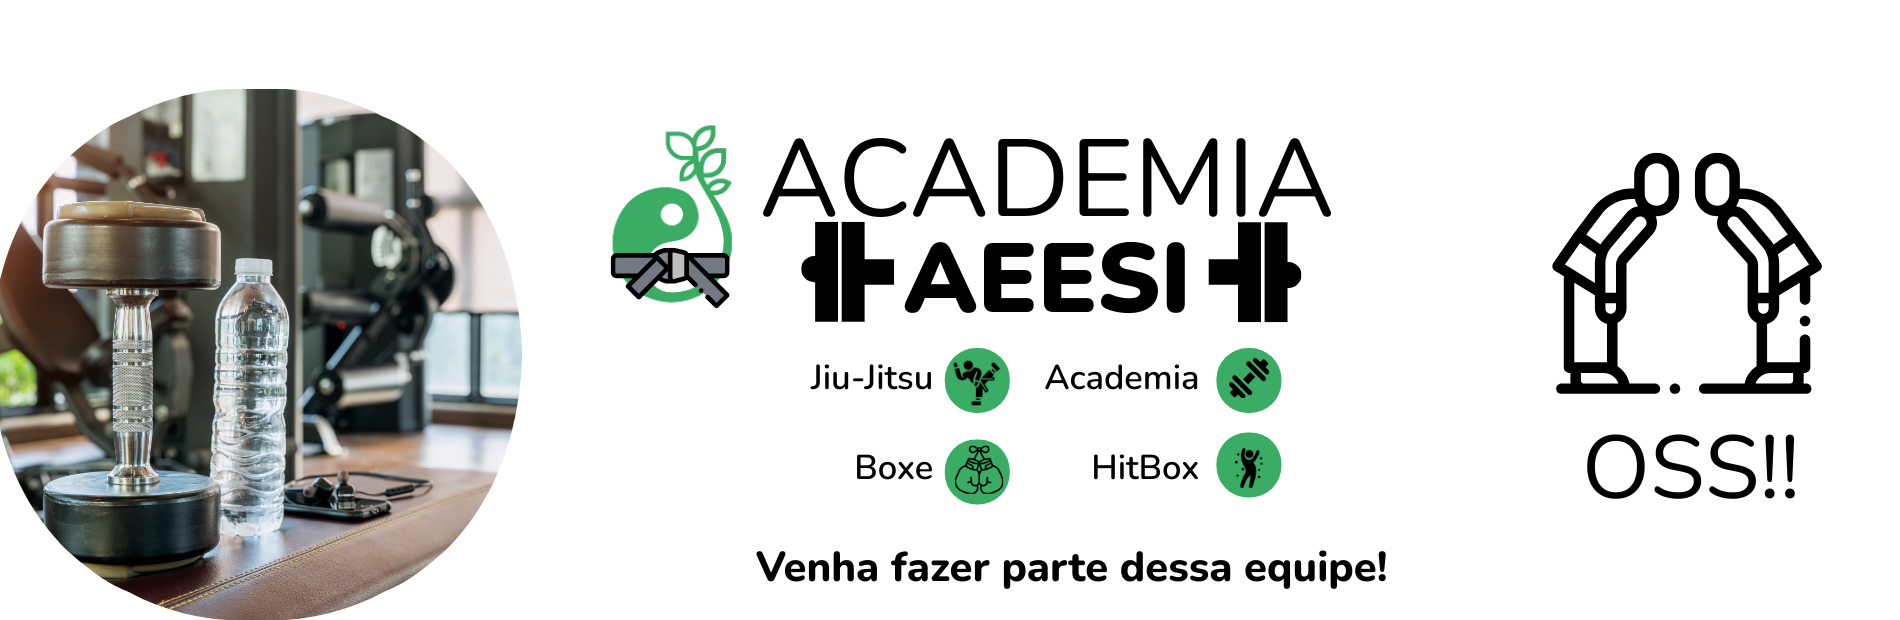 ACADEMIA
AEESI
Jiu-Jitsu Academia
Boxe HitBox
Venha fazer parte dessa equipe!
OSS!!